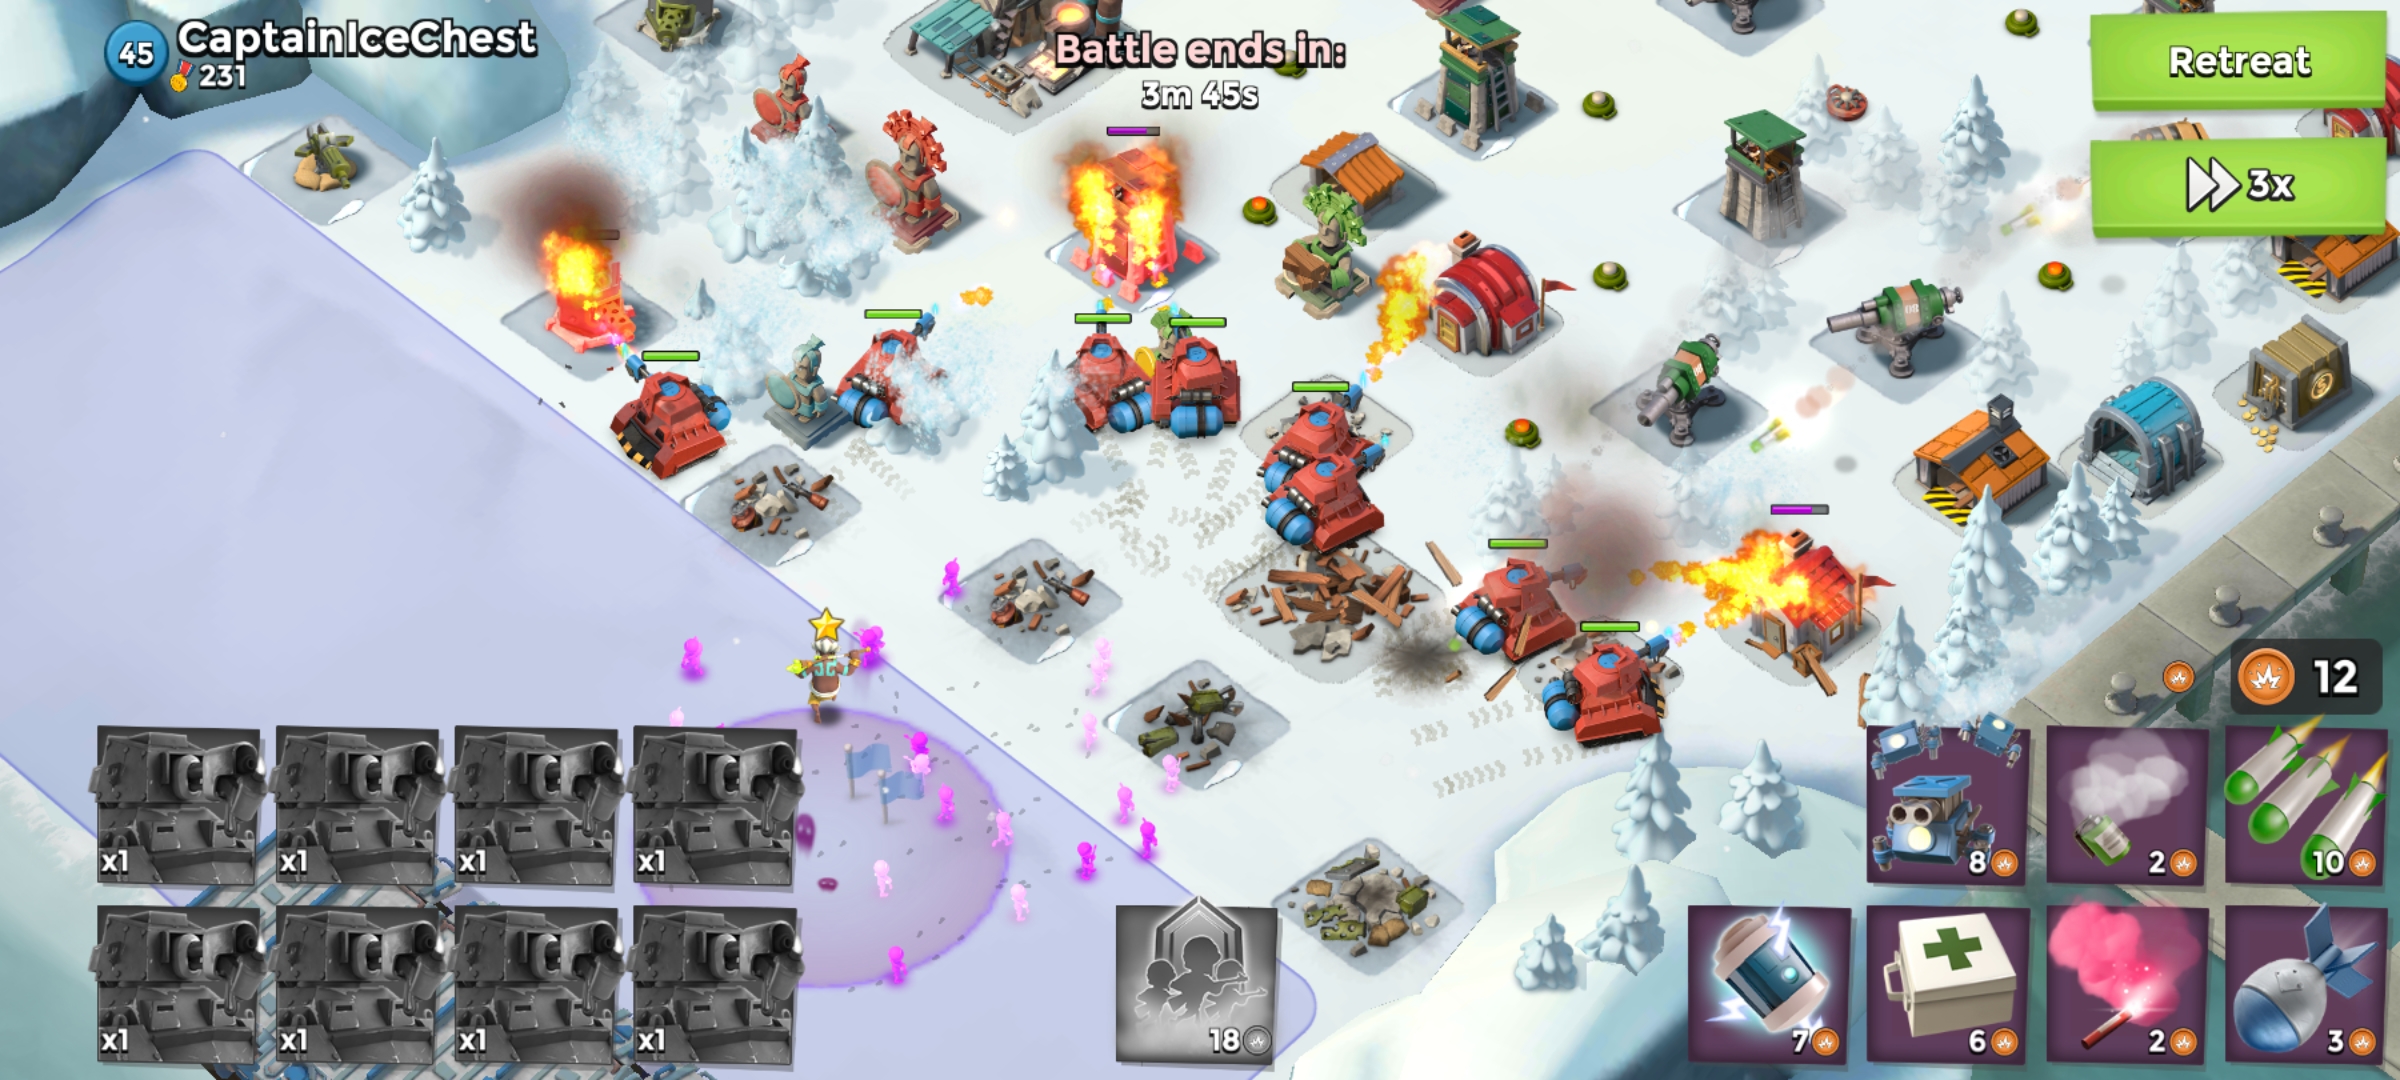 45 CaptainIceChest
231
Battle ends in:
3m 45s
Retreat
3x
12
x1 x1 x1 x1
8 2 10
x1 x1 x1 x1
18
7 6 2 3